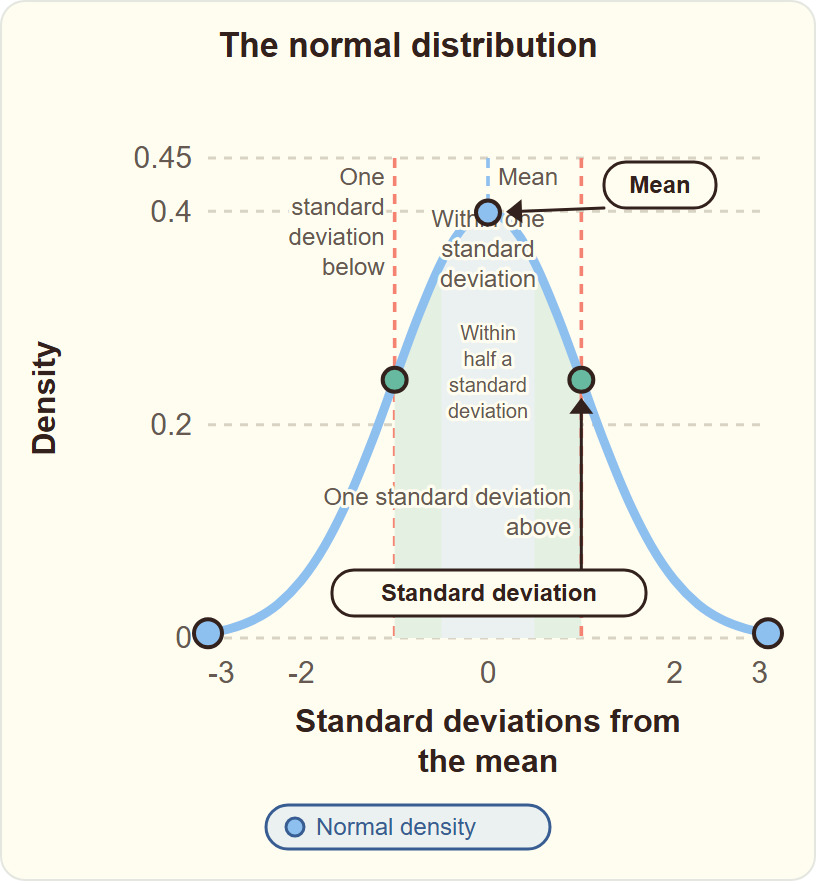 The normal distribution
0.45
0.4
0.2
0
Density
One
standard
deviation
below
Mean
Mean
Within one
standard
deviation
Within
half a
standard
deviation
One standard deviation
above
Standard deviation
-3 -2 0 2 3
Standard deviations from
the mean
Normal density